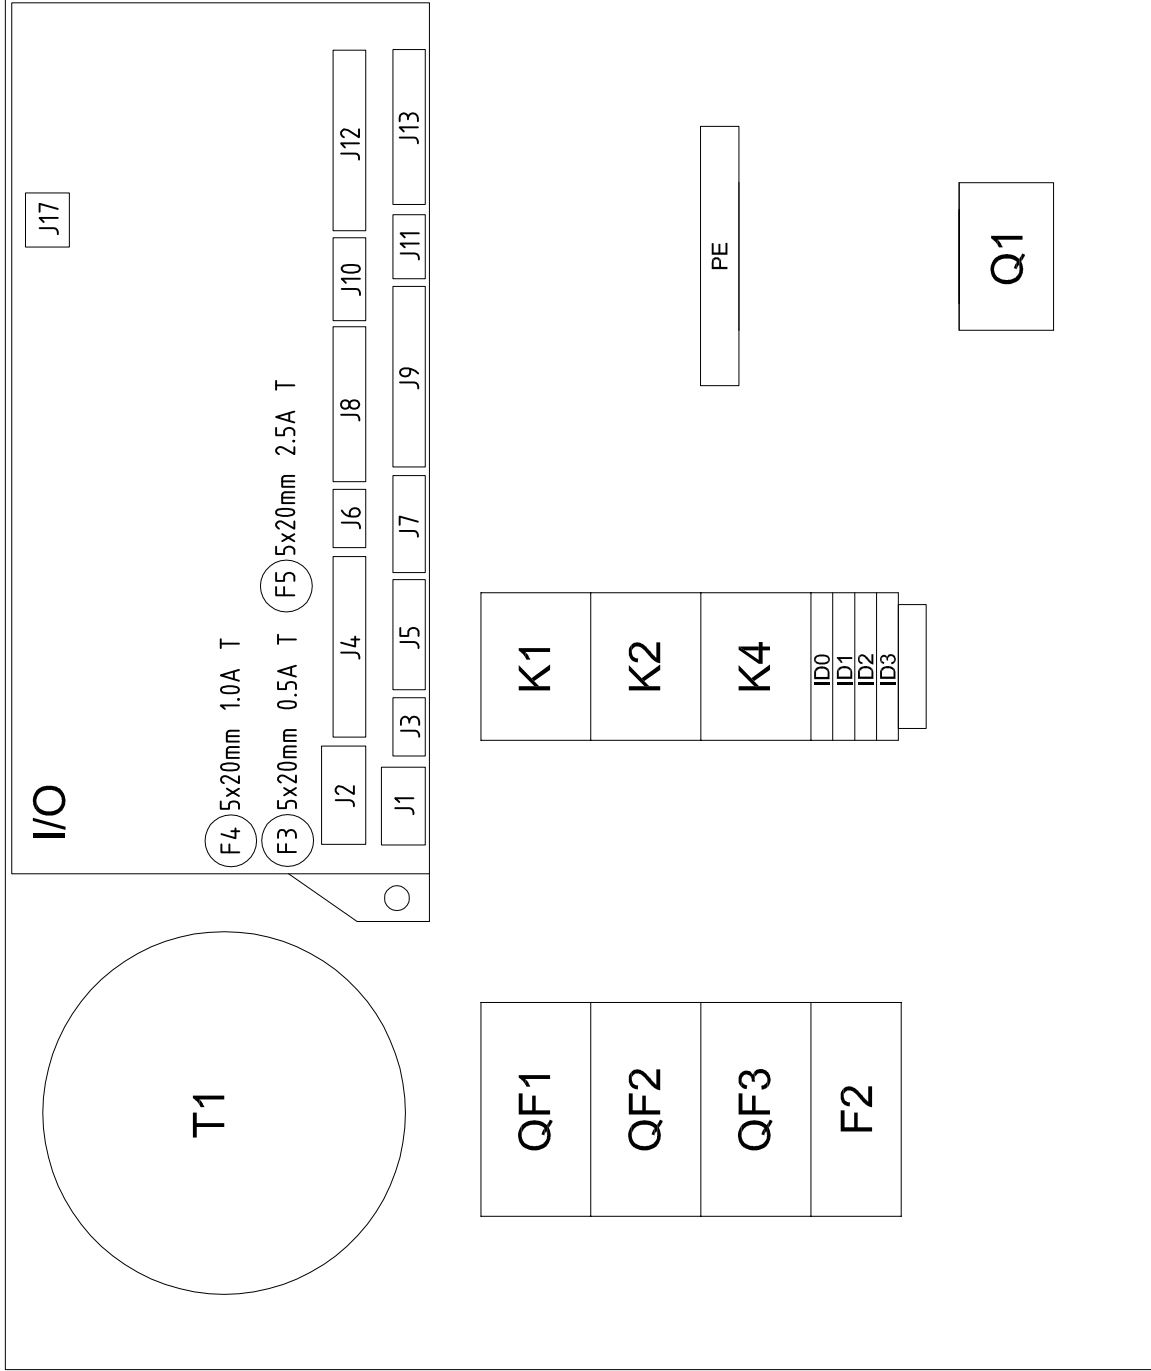 I/O
J17
F4 5x20mm 1.0A T
F3 5x20mm 0.5A T
F5 5x20mm 2.5A T
J2
J4
J6
J8
J10
J12
J1
J3
J5
J7
J9
J11
J13
T1
QF1
QF2
QF3
F2
K1
K2
K4
ID0
ID1
ID2
ID3
PE
Q1